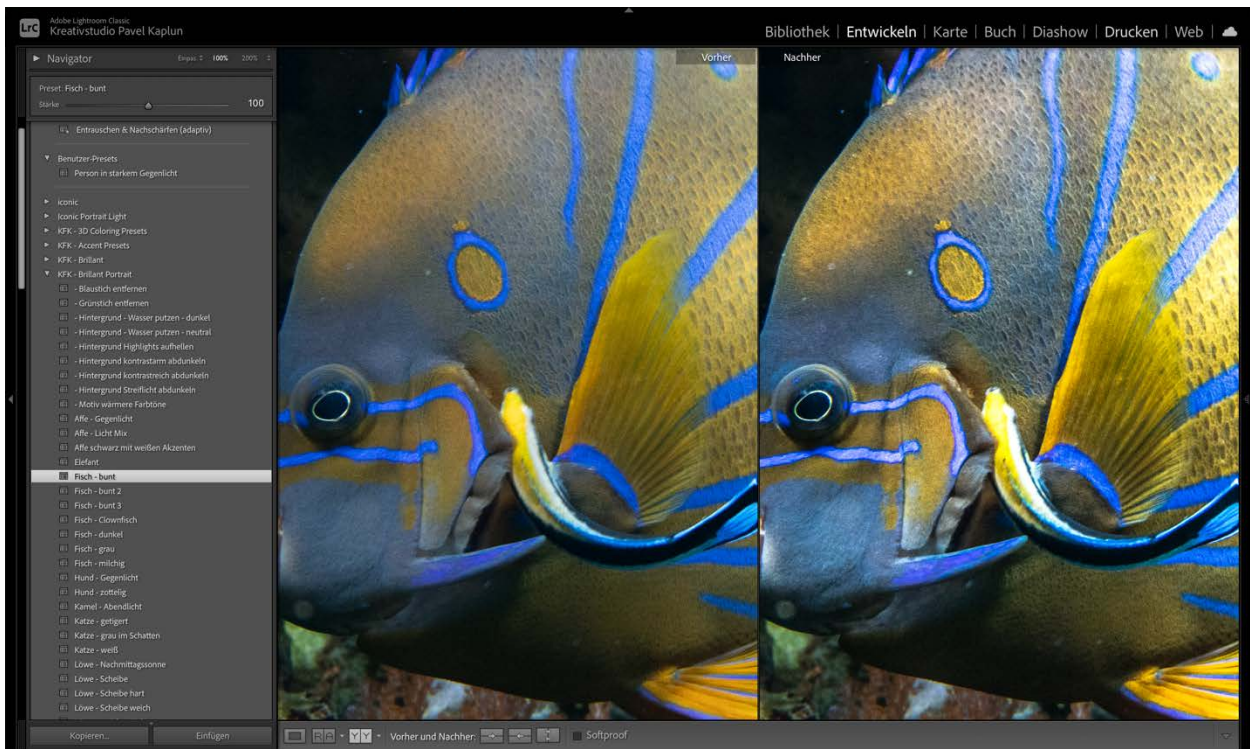 LrC
Adobe Lightroom Classic
Kreativstudio Pavel Kaplun
Bibliothek | Entwickeln | Karte | Buch | Diashow | Drucken | Web |
Navigator
Einpas.
100%
200%
Preset: Fisch - bunt
Stärke
100
Entrauschen & Nachschärfen (adaptiv)
Benutzer-Presets
Person in starkem Gegenlicht
iconic
Iconic Portrait Light
KFK - 3D Coloring Presets
KFK - Accent Presets
KFK - Brillant
KFK - Brillant Portrait
- Blaustich entfernen
- Grünstich entfernen
- Hintergrund - Wasser putzen - dunkel
- Hintergrund - Wasser putzen - neutral
- Hintergrund Highlights aufhellen
- Hintergrund kontrastarm abdunkeln
- Hintergrund kontrastreich abdunkeln
- Hintergrund Streiflicht abdunkeln
- Motiv wärmere Farbtöne
Affe - Gegenlicht
Affe - Licht Mix
Affe schwarz mit weißen Akzenten
Elefant
Fisch - bunt
Fisch - bunt 2
Fisch - bunt 3
Fisch - Clownfisch
Fisch - dunkel
Fisch - grau
Fisch - milchig
Hund - Gegenlicht
Hund - zottelig
Kamel - Abendlicht
Katze - getigert
Katze - grau im Schatten
Katze - weiß
Löwe - Nachmittagssonne
Löwe - Scheibe
Löwe - Scheibe hart
Löwe - Scheibe weich
Kopieren...
Einfügen
Vorher
Nachher
RA
YY
Vorher und Nachher:
Softproof